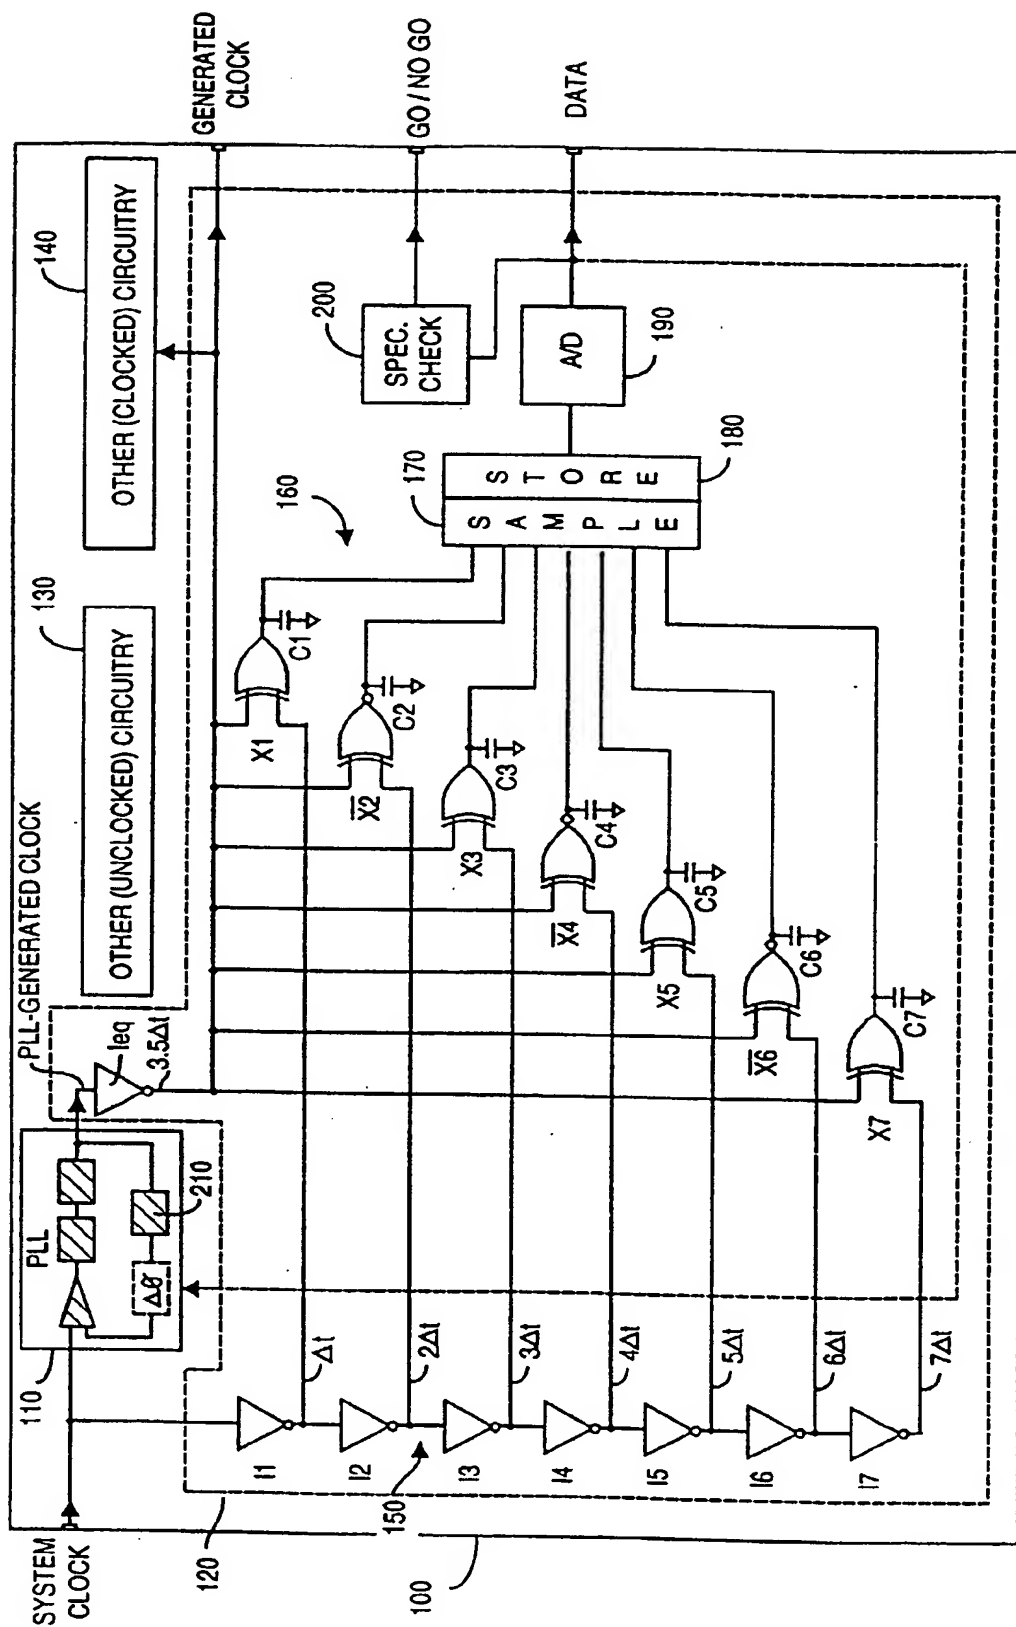 SYSTEM
CLOCK
110
PLL
Δø
210
PLL-GENERATED CLOCK
Ieq
3.5Δt
130
OTHER (UNCLOCKED) CIRCUITRY
140
OTHER (CLOCKED) CIRCUITRY
GENERATED
CLOCK
120
100
150
I1
I2
I3
I4
I5
I6
I7
Δt
2Δt
3Δt
4Δt
5Δt
6Δt
7Δt
X1
X̅2̅
X3
X̅4̅
X5
X̅6̅
X7
C1
C2
C3
C4
C5
C6
C7
160
170
SAMPLE
180
STORE
A/D
190
200
SPEC.
CHECK
GO/NO GO
DATA